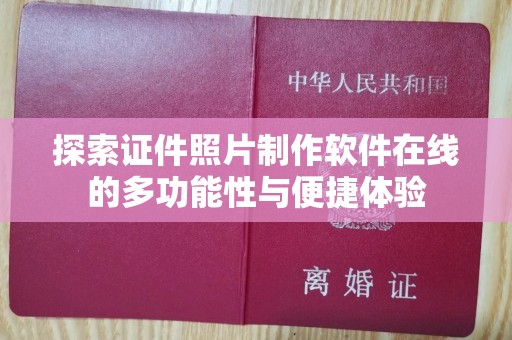 中华人民共和国
探索证件照片制作软件在线
的多功能性与便捷体验
离婚证